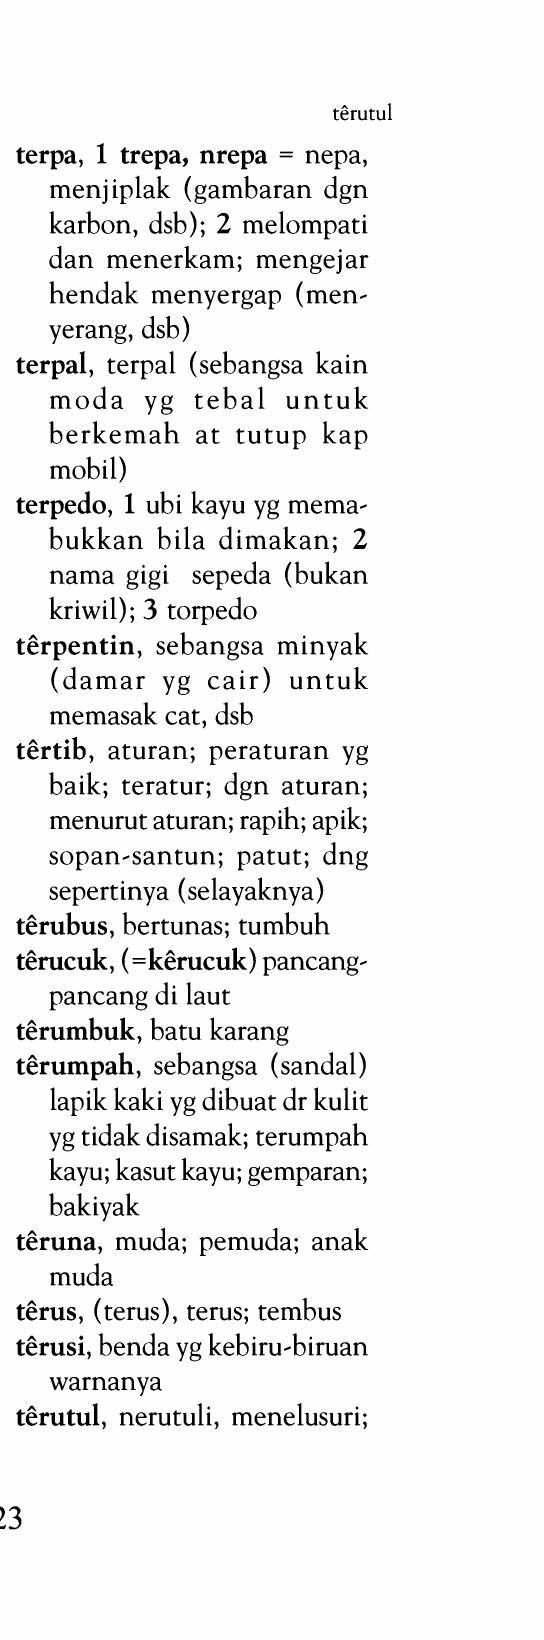 têrutul
terpa, 1 trepa, nrepa = nepa,
menjiplak (gambaran dgn
karbon, dsb); 2 melompati
dan menerkam; mengejar
hendak menyergap (men-
yerang, dsb)
terpal, terpal (sebangsa kain
moda yg tebal untuk
berkemah at tutup kap
mobil)
terpedo, 1 ubi kayu yg mema-
bukkan bila dimakan; 2
nama gigi sepeda (bukan
kriwil); 3 torpedo
têrpentin, sebangsa minyak
(damar yg cair) untuk
memasak cat, dsb
têrtib, aturan; peraturan yg
baik; teratur; dgn aturan;
menurut aturan; rapih; apik;
sopan-santun; patut; dng
sepertinya (selayaknya)
têrubus, bertunas; tumbuh
têrucuk, (=kêrucuk) pancang-
pancang di laut
têrumbuk, batu karang
têrumpah, sebangsa (sandal)
lapik kaki yg dibuat dr kulit
yg tidak disamak; terumpah
kayu; kasut kayu; gemparan;
bakiyak
têruna, muda; pemuda; anak
muda
têrus, (terus), terus; tembus
têrusi, benda yg kebiru-biruan
warnanya
têrutul, nerutuli, menelusuri;
23